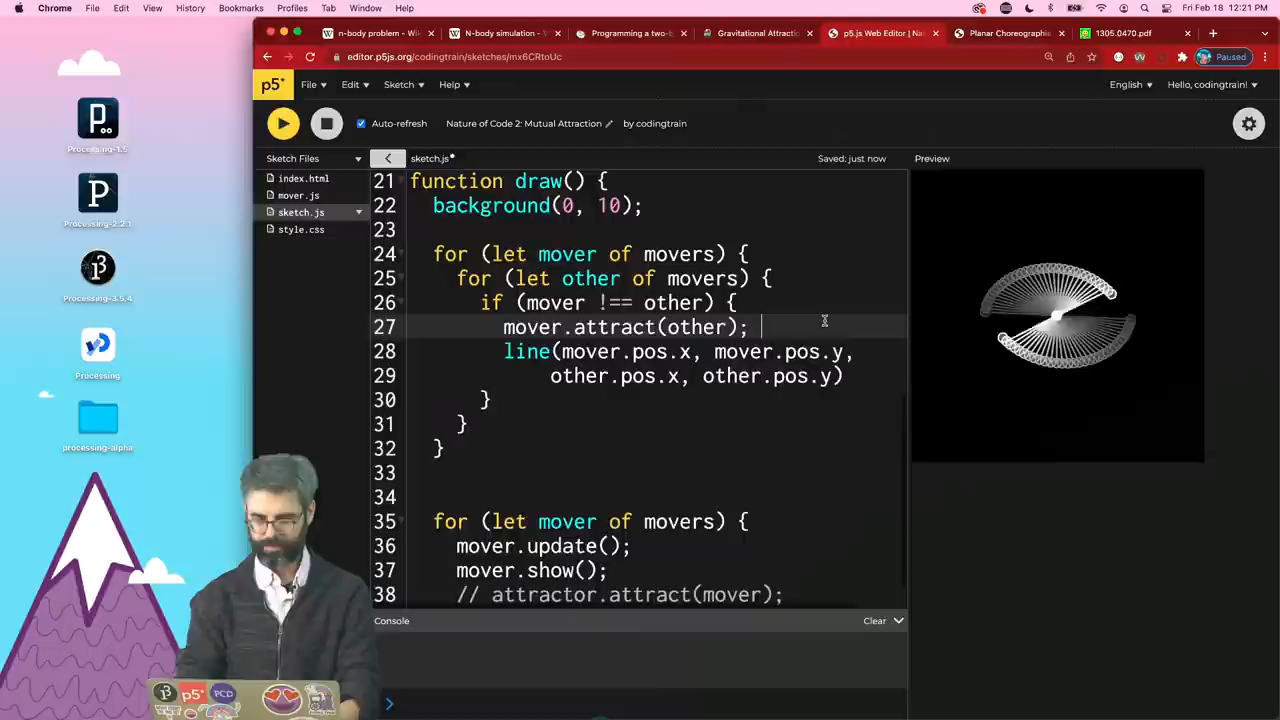 Chrome File Edit View History Bookmarks Profiles Tab Window Help
Fri Feb 18 12:21 PM
n-body problem - Wik
N-body simulation - W
Programming a two-b
Gravitational Attractio
p5.js Web Editor | Na
Planar Choreographie
1305.0470.pdf
editor.p5js.org/codingtrain/sketches/mx6CRtoUc
Paused
p5* File Edit Sketch Help
English Hello, codingtrain!
Auto-refresh Nature of Code 2: Mutual Attraction by codingtrain
Sketch Files
sketch.js
Saved: just now
Preview
index.html
mover.js
sketch.js
style.css
21 function draw() {
22 background(0, 10);
23
24 for (let mover of movers) {
25 for (let other of movers) {
26 if (mover !== other) {
27 mover.attract(other);
28 line(mover.pos.x, mover.pos.y,
29 other.pos.x, other.pos.y)
30 }
31 }
32 }
33
34
35 for (let mover of movers) {
36 mover.update();
37 mover.show();
38 // attractor.attract(mover);
Console
Clear
>
Processing-1.5
Processing-2.2.1
Processing-3.5.4
Processing
processing-alpha
p5*
PCD